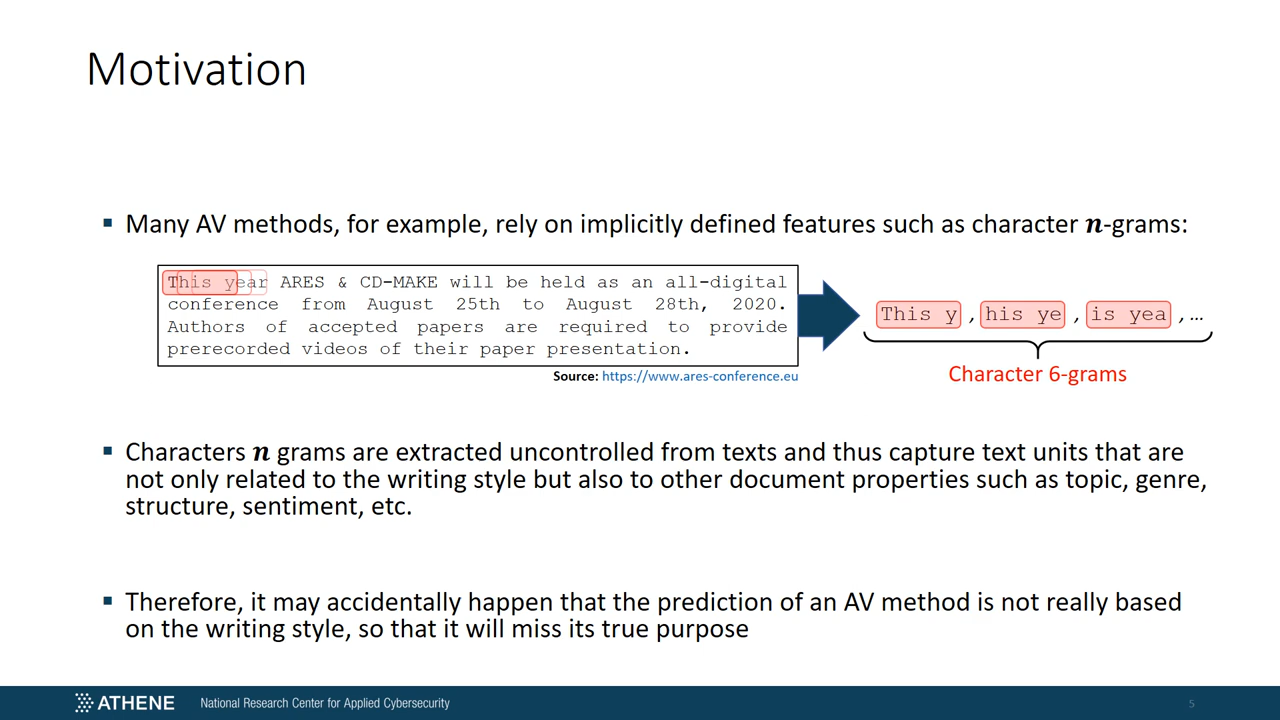 Motivation
▪ Many AV methods, for example, rely on implicitly defined features such as character n-grams:
This year ARES & CD-MAKE will be held as an all-digital
conference from August 25th to August 28th, 2020.
Authors of accepted papers are required to provide
prerecorded videos of their paper presentation.
This y , his ye , is yea , ...
Source: https://www.ares-conference.eu
Character 6-grams
▪ Characters n grams are extracted uncontrolled from texts and thus capture text units that are
not only related to the writing style but also to other document properties such as topic, genre,
structure, sentiment, etc.
▪ Therefore, it may accidentally happen that the prediction of an AV method is not really based
on the writing style, so that it will miss its true purpose
ATHENE National Research Center for Applied Cybersecurity 5